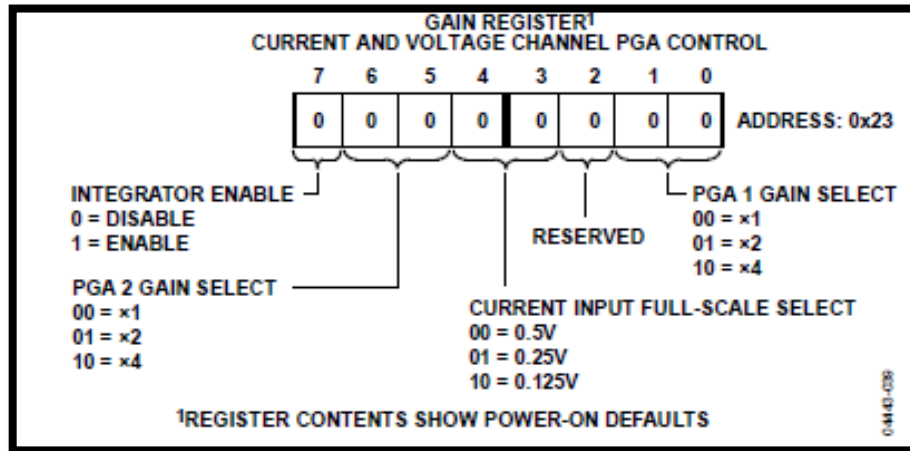 GAIN REGISTER¹
CURRENT AND VOLTAGE CHANNEL PGA CONTROL
7 6 5 4 3 2 1 0
0 0 0 0 0 0 0 0 ADDRESS: 0x23
INTEGRATOR ENABLE
0 = DISABLE
1 = ENABLE
PGA 2 GAIN SELECT
00 = ×1
01 = ×2
10 = ×4
CURRENT INPUT FULL-SCALE SELECT
00 = 0.5V
01 = 0.25V
10 = 0.125V
RESERVED
PGA 1 GAIN SELECT
00 = ×1
01 = ×2
10 = ×4
¹REGISTER CONTENTS SHOW POWER-ON DEFAULTS
04443-039